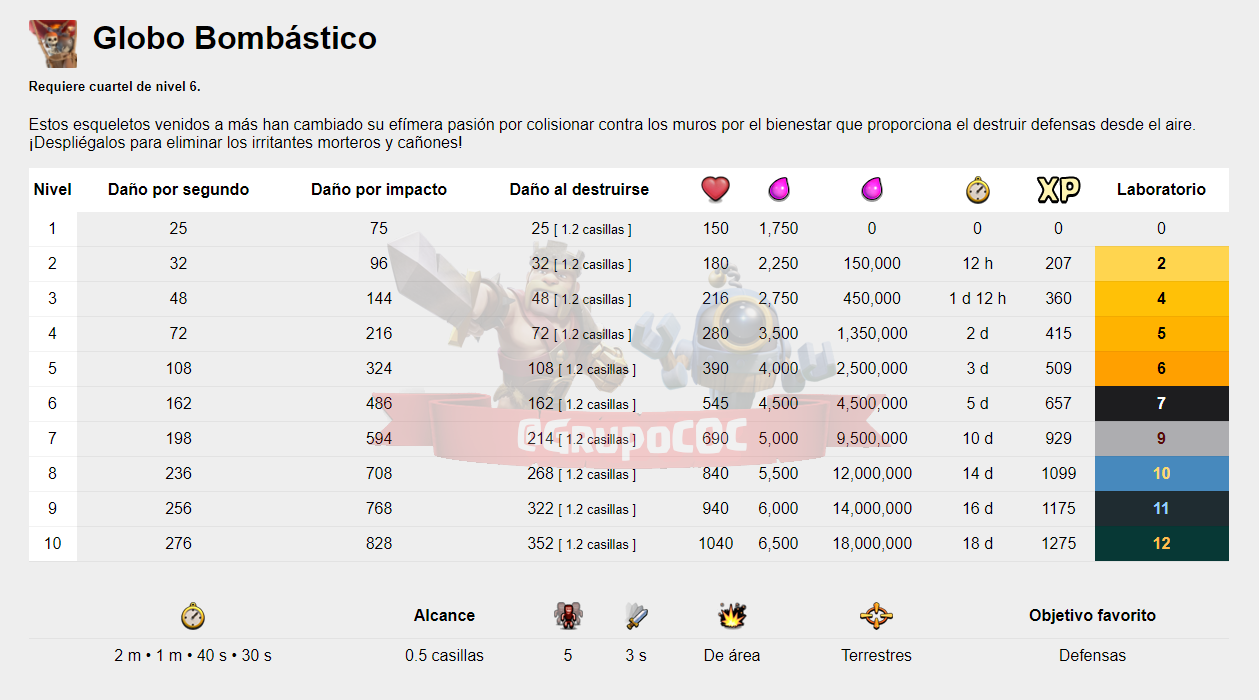 Globo Bombástico
Requiere cuartel de nivel 6.
Estos esqueletos venidos a más han cambiado su efímera pasión por colisionar contra los muros por el bienestar que proporciona el destruir defensas desde el aire.
¡Despliégalos para eliminar los irritantes morteros y cañones!
Nivel Daño por segundo Daño por impacto Daño al destruirse XP Laboratorio
1 25 75 25 [ 1.2 casillas ] 150 1,750 0 0 0 0
2 32 96 32 [ 1.2 casillas ] 180 2,250 150,000 12 h 207 2
3 48 144 48 [ 1.2 casillas ] 216 2,750 450,000 1 d 12 h 360 4
4 72 216 72 [ 1.2 casillas ] 280 3,500 1,350,000 2 d 415 5
5 108 324 108 [ 1.2 casillas ] 390 4,000 2,500,000 3 d 509 6
6 162 486 162 [ 1.2 casillas ] 545 4,500 4,500,000 5 d 657 7
7 198 594 214 [ 1.2 casillas ] 690 5,000 9,500,000 10 d 929 9
8 236 708 268 [ 1.2 casillas ] 840 5,500 12,000,000 14 d 1099 10
9 256 768 322 [ 1.2 casillas ] 940 6,000 14,000,000 16 d 1175 11
10 276 828 352 [ 1.2 casillas ] 1040 6,500 18,000,000 18 d 1275 12
@GrupoCOC
Alcance Objetivo favorito
2 m • 1 m • 40 s • 30 s 0.5 casillas 5 3 s De área Terrestres Defensas